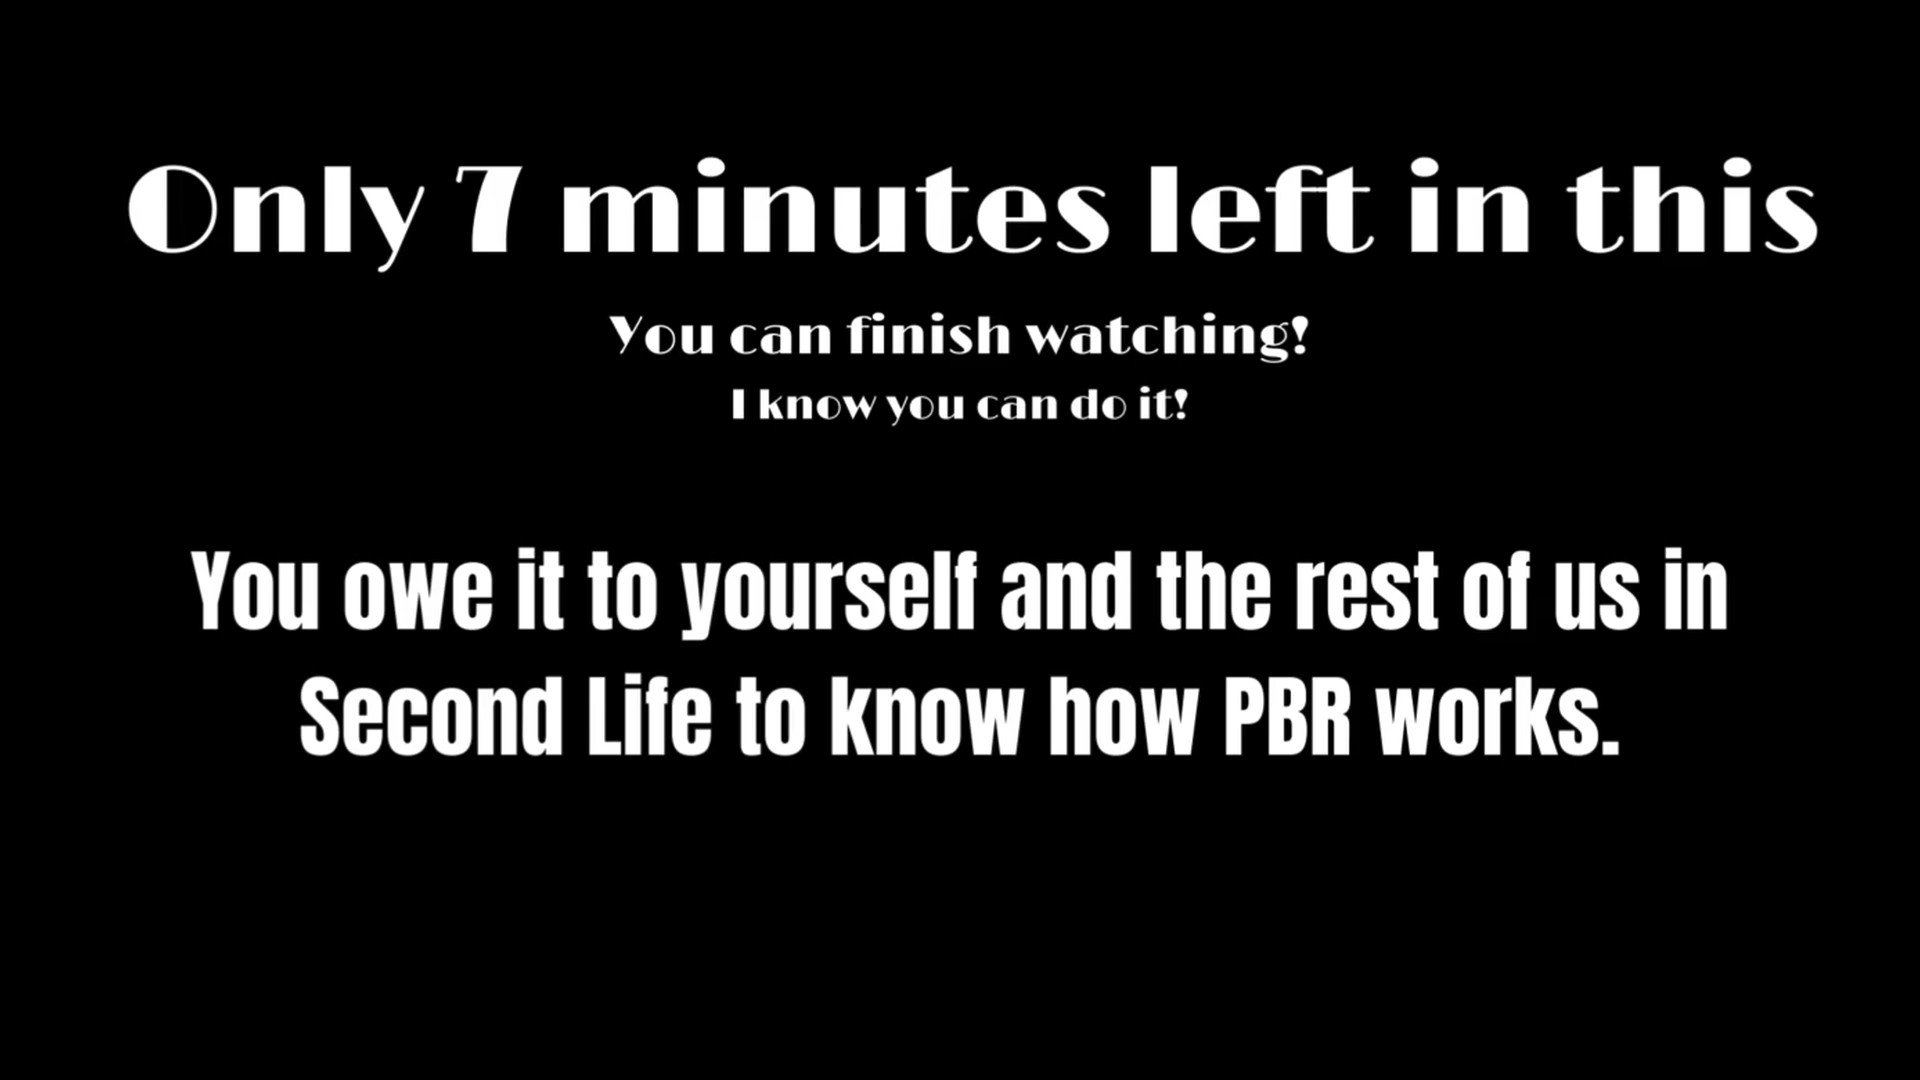 Only 7 minutes left in this
You can finish watching!
I know you can do it!
You owe it to yourself and the rest of us in
Second Life to know how PBR works.